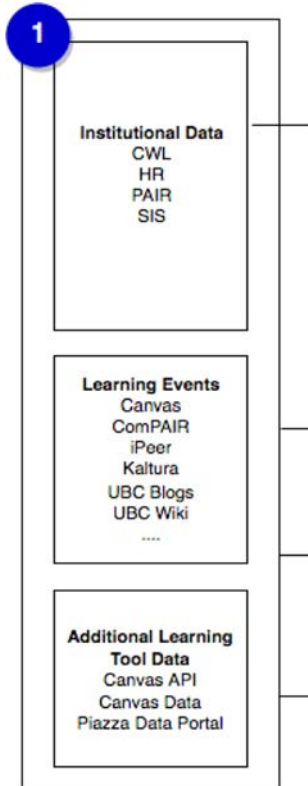 1
Institutional Data
CWL
HR
PAIR
SIS
Learning Events
Canvas
ComPAIR
iPeer
Kaltura
UBC Blogs
UBC Wiki
....
Additional Learning
Tool Data
Canvas API
Canvas Data
Piazza Data Portal